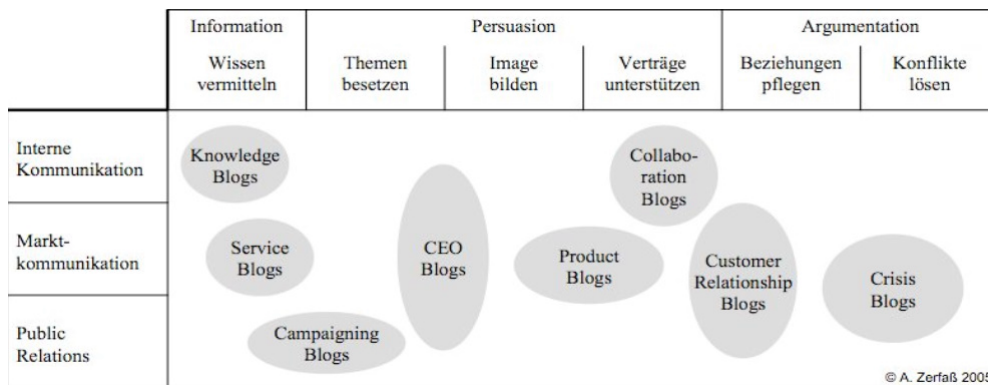 Information
Persuasion
Argumentation
Wissen
vermitteln
Themen
besetzen
Image
bilden
Verträge
unterstützen
Beziehungen
pflegen
Konflikte
lösen
Interne
Kommunikation
Knowledge
Blogs
Collabo-
ration
Blogs
Markt-
kommunikation
Service
Blogs
CEO
Blogs
Product
Blogs
Customer
Relationship
Blogs
Crisis
Blogs
Public
Relations
Campaigning
Blogs
© A. Zerfaß 2005